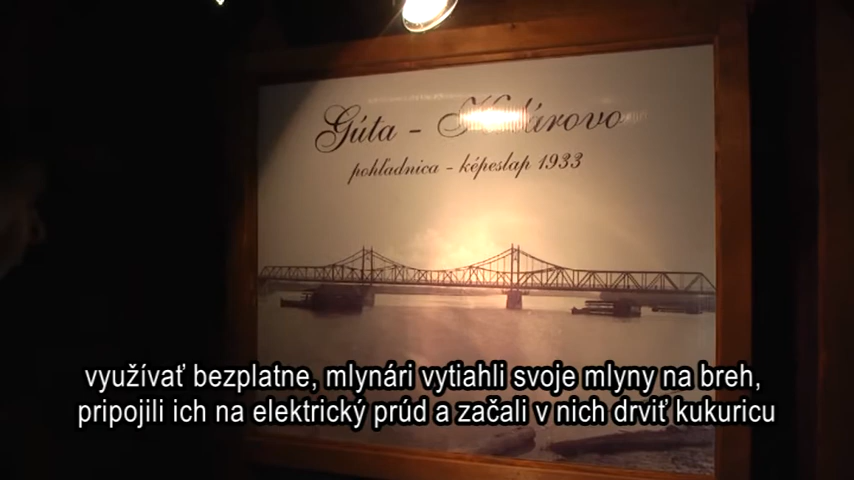 Gúta - Kolárovo
pohľadnica - képeslap 1933
využívať bezplatne, mlynári vytiahli svoje mlyny na breh,
pripojili ich na elektrický prúd a začali v nich drviť kukuricu